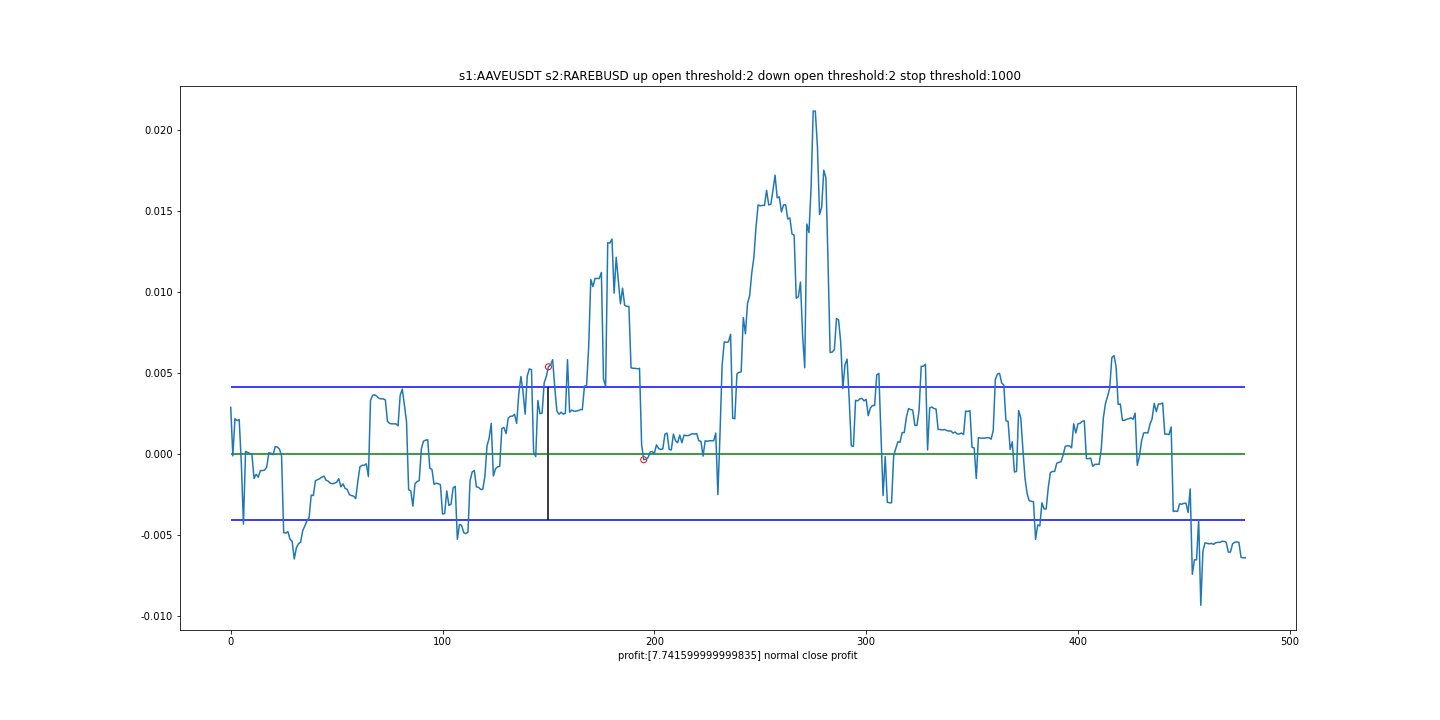 s1:AAVEUSDT s2:RAREBUSD up open threshold:2 down open threshold:2 stop threshold:1000
0.020
0.015
0.010
0.005
0.000
-0.005
-0.010
0 100 200 300 400 500
profit:[7.741599999999835] normal close profit